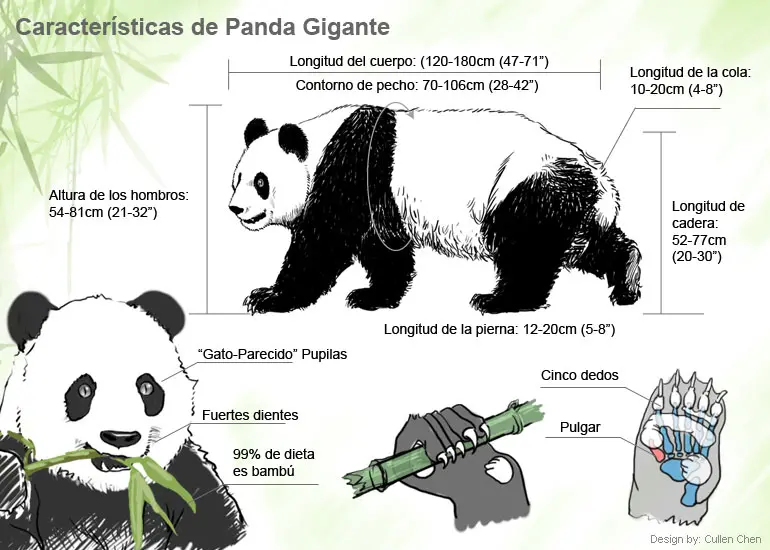 Características de Panda Gigante
Longitud del cuerpo: (120-180cm (47-71”)
Contorno de pecho: 70-106cm (28-42”)
Longitud de la cola:
10-20cm (4-8”)
Altura de los hombros:
54-81cm (21-32”)
Longitud de
cadera:
52-77cm
(20-30”)
Longitud de la pierna: 12-20cm (5-8”)
“Gato-Parecido” Pupilas
Fuertes dientes
99% de dieta
es bambú
Cinco dedos
Pulgar
Design by: Cullen Chen